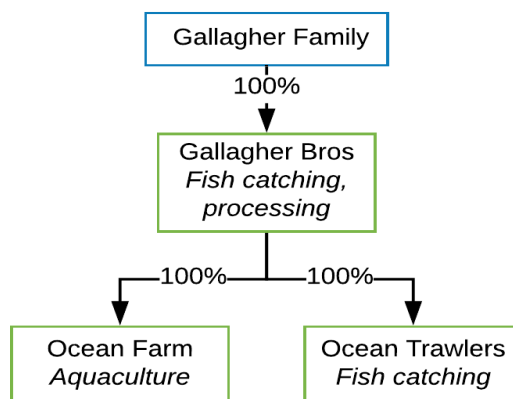 Gallagher Family
100%
Gallagher Bros
Fish catching,
processing
100%
100%
Ocean Farm
Aquaculture
Ocean Trawlers
Fish catching